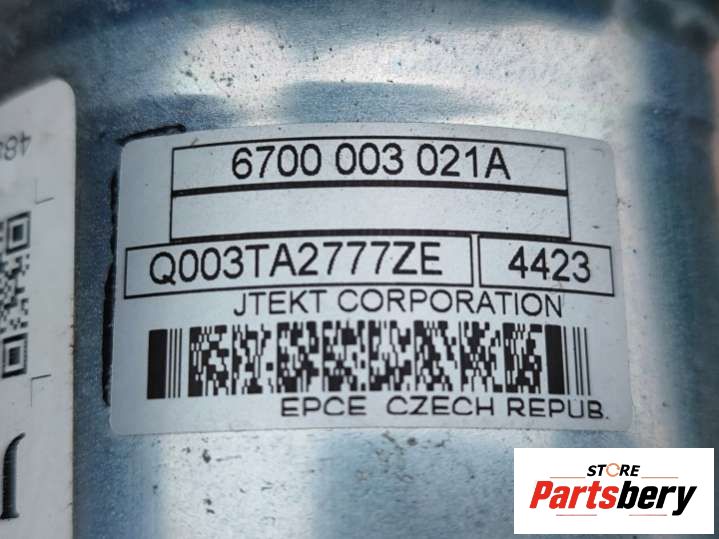 6700 003 021A
Q003TA2777ZE 4423
JTEKT CORPORATION
EPCE CZECH REPUB.
STORE
Partsbery